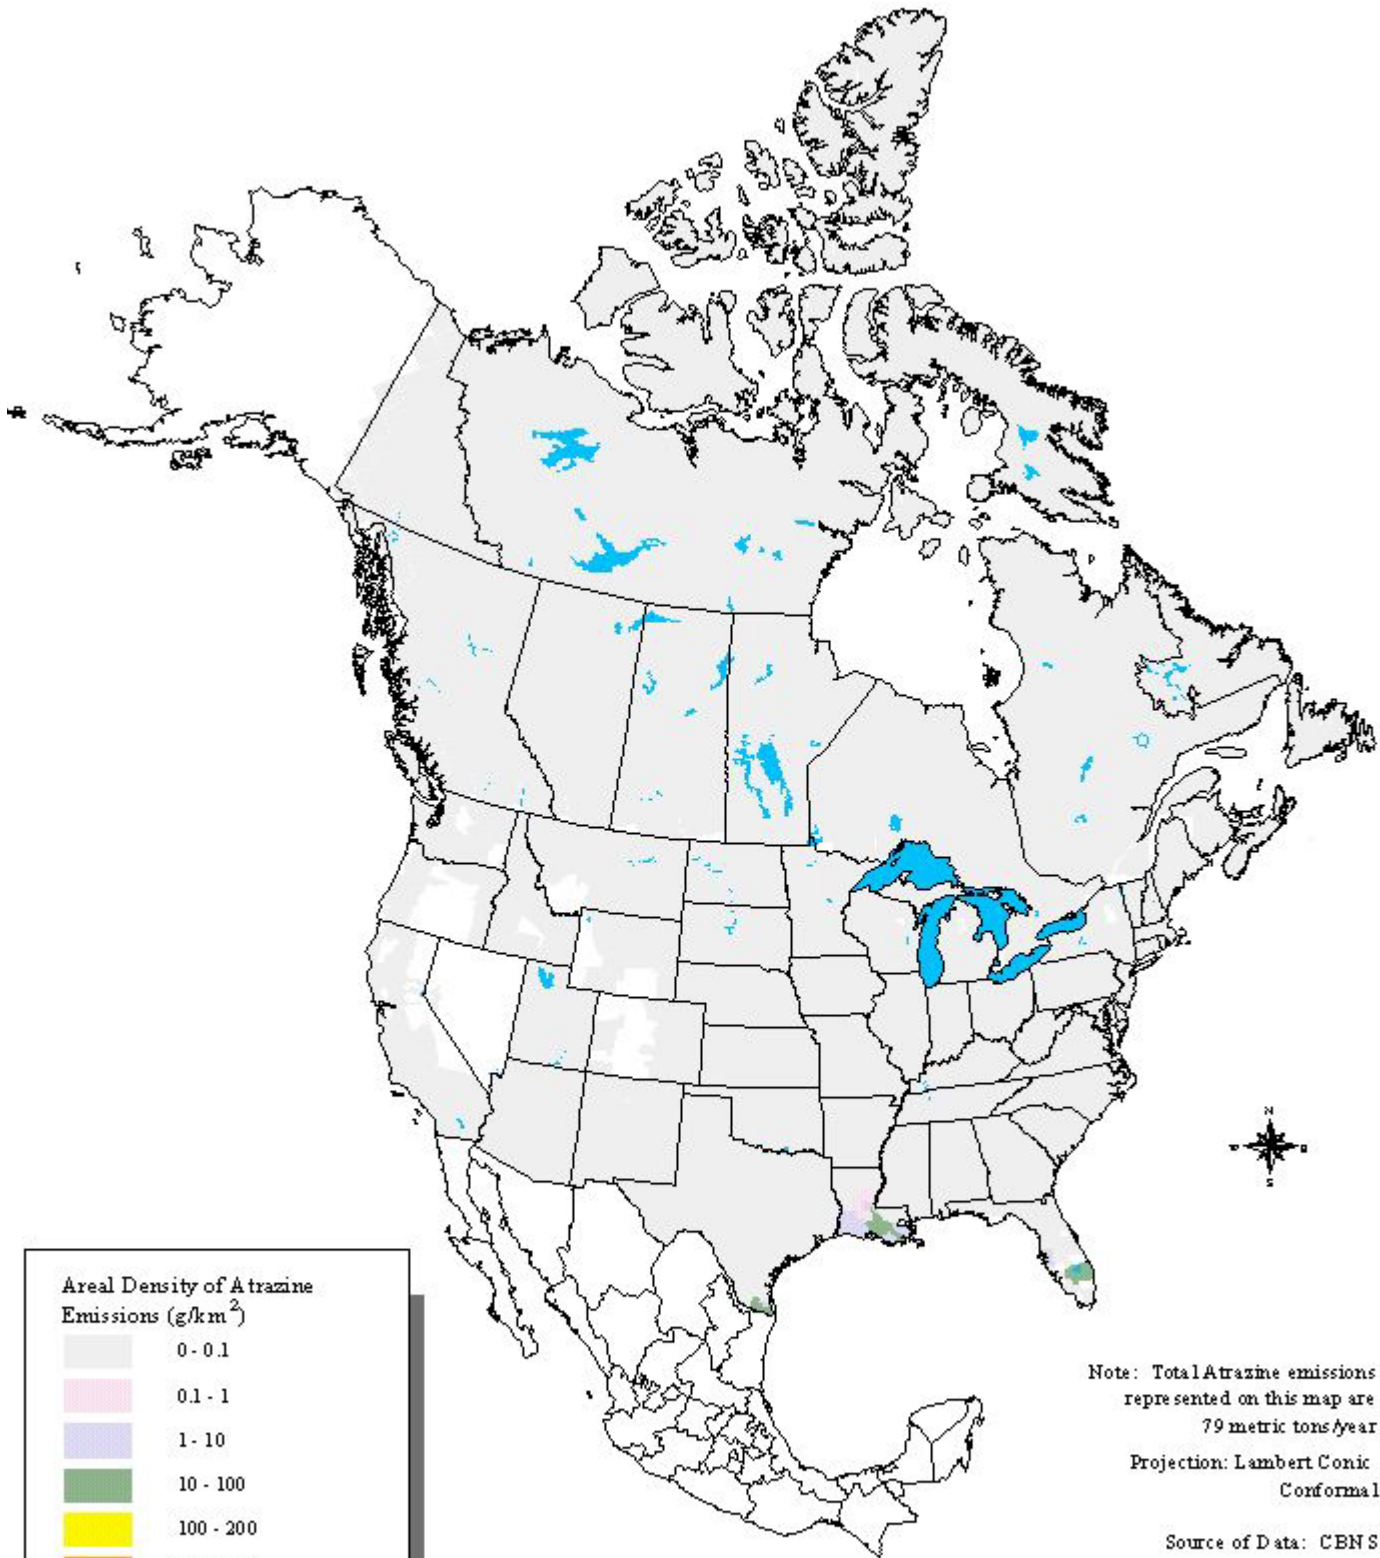 N
S
Areal Density of Atrazine
Emissions (g/km²)
0 - 0.1
0.1 - 1
1 - 10
10 - 100
100 - 200
Note: Total Atrazine emissions
represented on this map are
79 metric tons/year
Projection: Lambert Conic
Conformal
Source of Data: CBNS